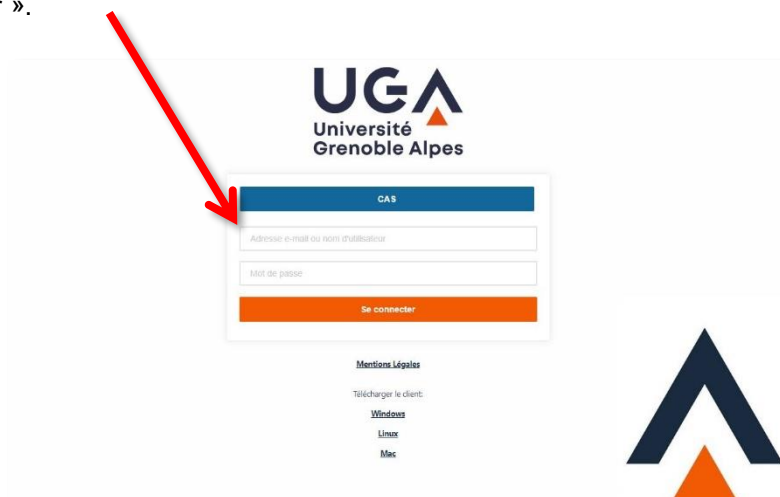 ».
UGA
Université
Grenoble Alpes
CAS
Adresse e-mail ou nom d'utilisateur
Mot de passe
Se connecter
Mentions Légales
Télécharger le client:
Windows
Linux
Mac